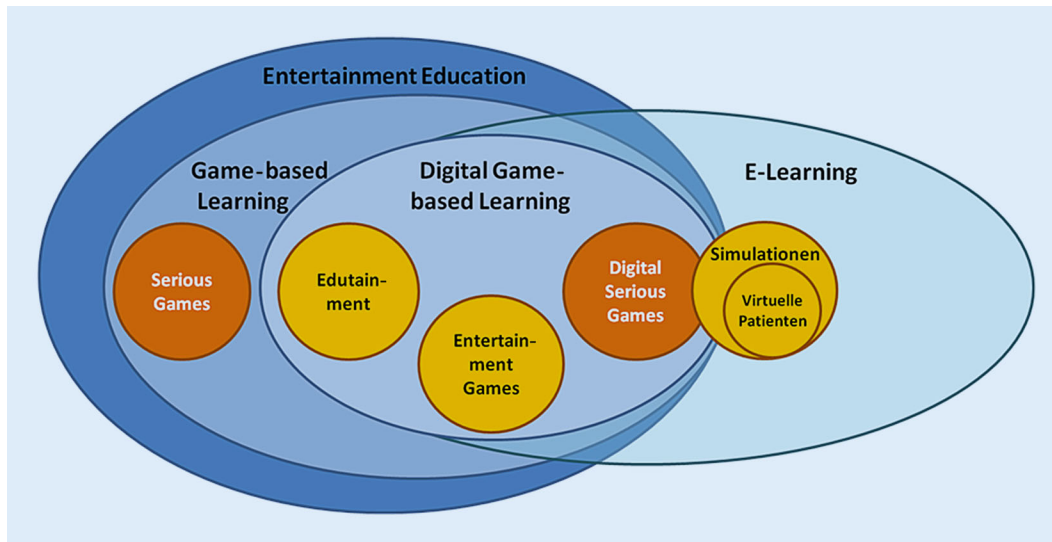 Entertainment Education
Game-based
Learning
Digital Game-
based Learning
E-Learning
Serious
Games
Edutain-
ment
Entertain-
ment
Games
Digital
Serious
Games
Simulationen
Virtuelle
Patienten